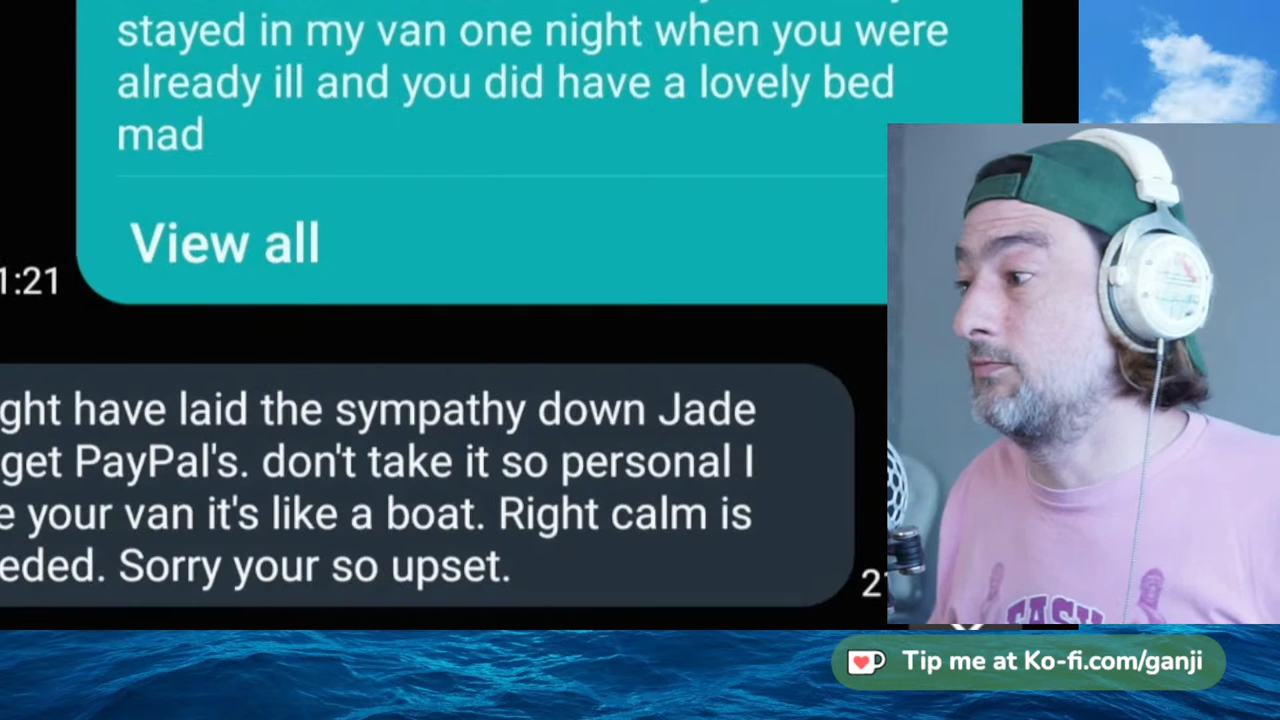 stayed in my van one night when you were
already ill and you did have a lovely bed
mad
View all
1:21
ght have laid the sympathy down Jade
get PayPal's. don't take it so personal I
e your van it's like a boat. Right calm is
eded. Sorry your so upset.
Tip me at Ko-fi.com/ganji